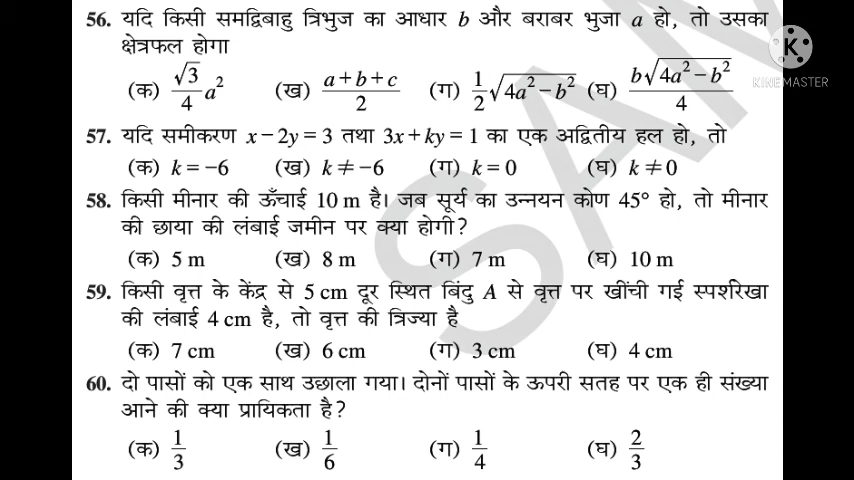 56. यदि किसी समद्विबाहु त्रिभुज का आधार b और बराबर भुजा a हो, तो उसका
क्षेत्रफल होगा
(क) √3/4 a² (ख) a+b+c/2 (ग) 1/2 √4a²−b² (घ) b√4a²−b²/4
57. यदि समीकरण x−2y=3 तथा 3x+ky=1 का एक अद्वितीय हल हो, तो
(क) k=−6 (ख) k≠−6 (ग) k=0 (घ) k≠0
58. किसी मीनार की ऊँचाई 10 m है। जब सूर्य का उन्नयन कोण 45° हो, तो मीनार
की छाया की लंबाई जमीन पर क्या होगी?
(क) 5 m (ख) 8 m (ग) 7 m (घ) 10 m
59. किसी वृत्त के केंद्र से 5 cm दूर स्थित बिंदु A से वृत्त पर खींची गई स्पर्शरेखा
की लंबाई 4 cm है, तो वृत्त की त्रिज्या है
(क) 7 cm (ख) 6 cm (ग) 3 cm (घ) 4 cm
60. दो पासों को एक साथ उछाला गया। दोनों पासों के ऊपरी सतह पर एक ही संख्या
आने की क्या प्रायिकता है?
(क) 1/3 (ख) 1/6 (ग) 1/4 (घ) 2/3
K
KINEMASTER
SAM